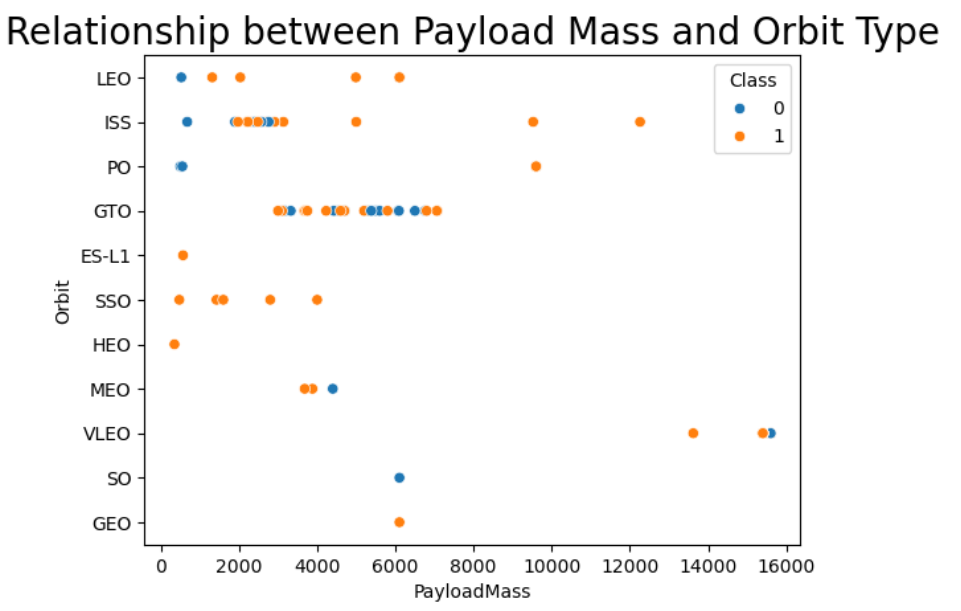 Relationship between Payload Mass and Orbit Type
Class
0
1
LEO
ISS
PO
GTO
ES-L1
SSO
HEO
MEO
VLEO
SO
GEO
Orbit
0 2000 4000 6000 8000 10000 12000 14000 16000
PayloadMass